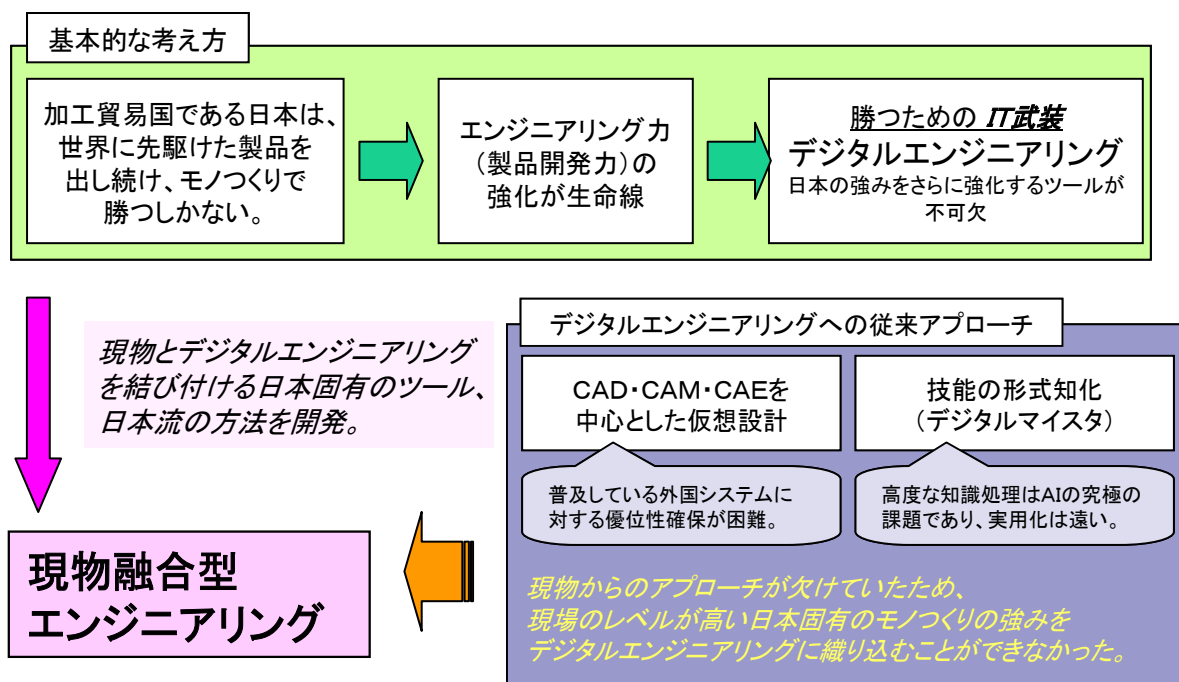 基本的な考え方
加工貿易国である日本は、
世界に先駆けた製品を
出し続け、モノつくりで
勝つしかない。
エンジニアリング力
（製品開発力）の
強化が生命線
勝つための IT武装
デジタルエンジニアリング
日本の強みをさらに強化するツールが
不可欠
現物とデジタルエンジニアリング
を結び付ける日本固有のツール、
日本流の方法を開発。
デジタルエンジニアリングへの従来アプローチ
ＣＡＤ・ＣＡＭ・ＣＡＥを
中心とした仮想設計
技能の形式知化
（デジタルマイスタ）
普及している外国システムに
対する優位性確保が困難。
高度な知識処理はAIの究極の
課題であり、実用化は遠い。
現物からのアプローチが欠けていたため、
現場のレベルが高い日本固有のモノつくりの強みを
デジタルエンジニアリングに織り込むことができなかった。
現物融合型
エンジニアリング